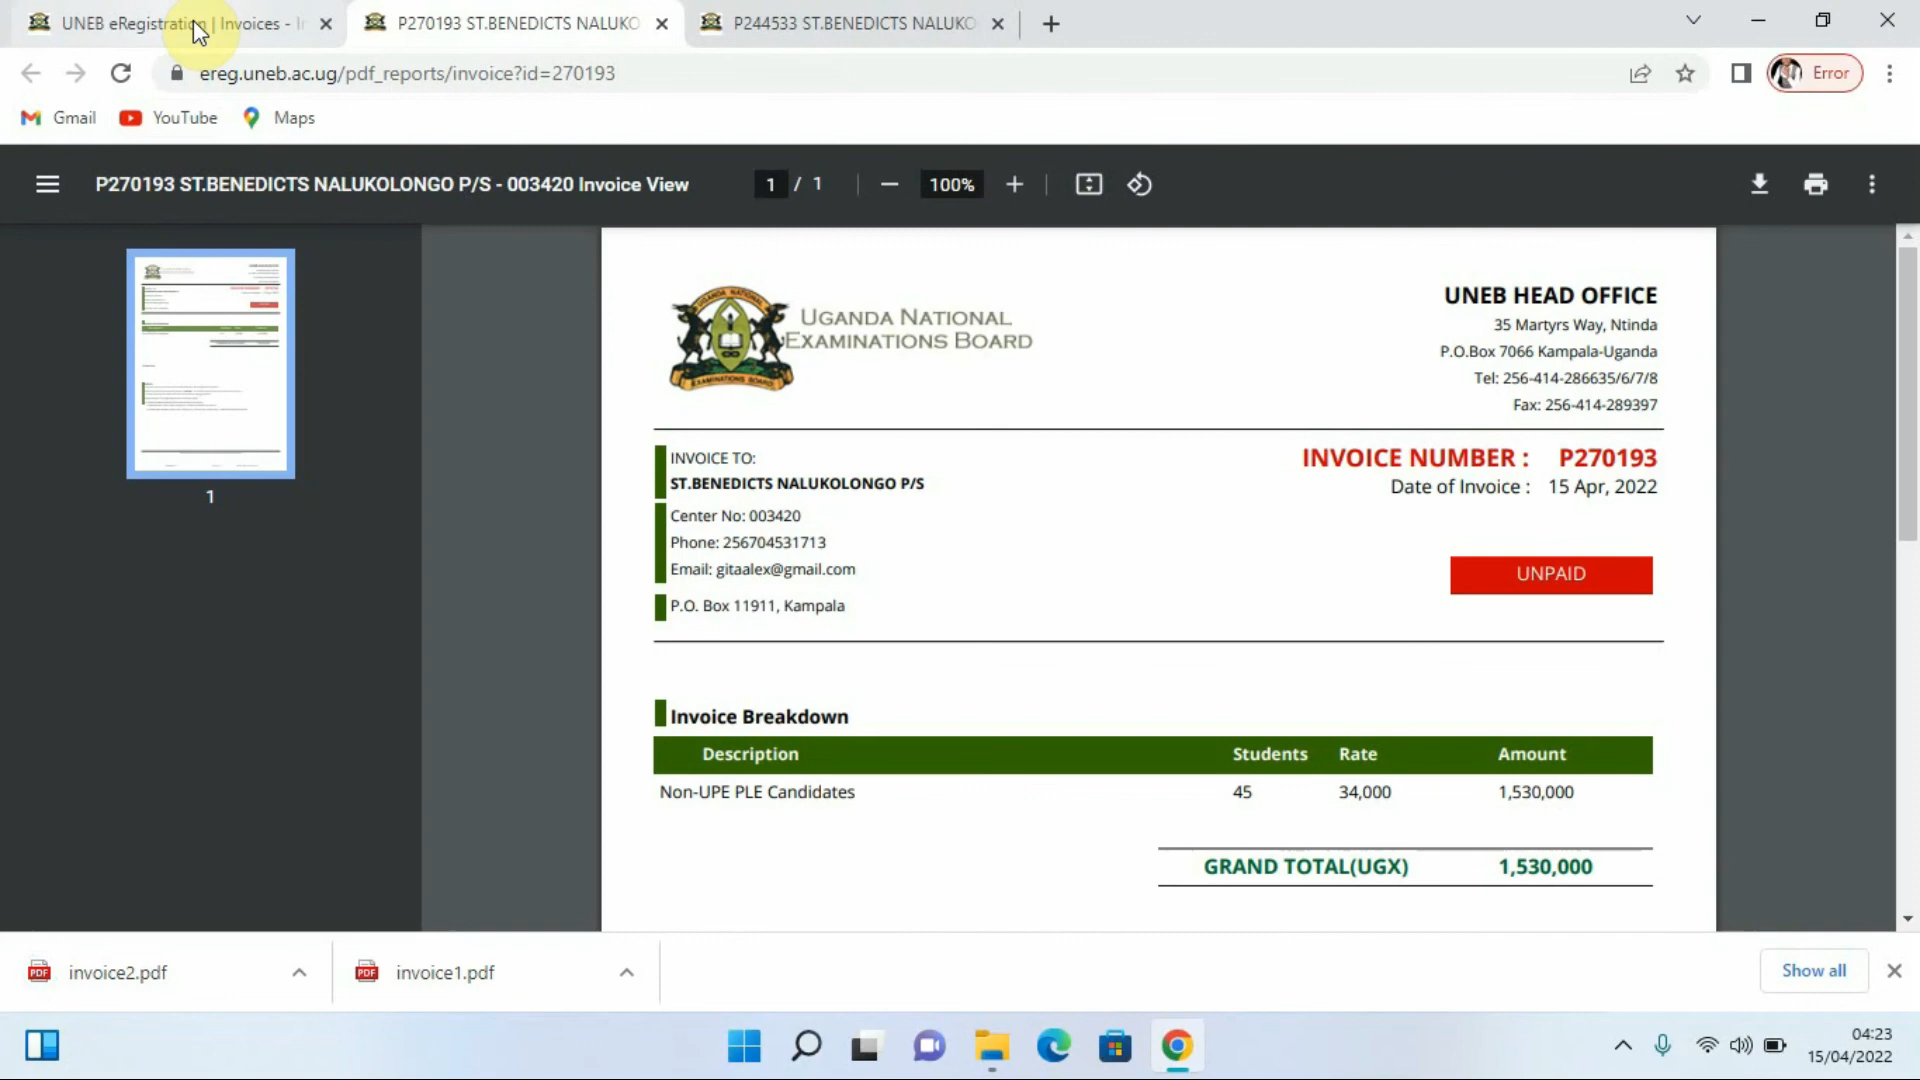 UNEB eRegistration | Invoices - In
P270193 ST.BENEDICTS NALUKO
P244533 ST.BENEDICTS NALUKO
ereg.uneb.ac.ug/pdf_reports/invoice?id=270193
Error
Gmail
YouTube
Maps
P270193 ST.BENEDICTS NALUKOLONGO P/S - 003420 Invoice View
1 / 1
100%
1
UGANDA NATIONAL
EXAMINATIONS BOARD
EXAMINATIONS BOARD
UNEB HEAD OFFICE
35 Martyrs Way, Ntinda
P.O.Box 7066 Kampala-Uganda
Tel: 256-414-286635/6/7/8
Fax: 256-414-289397
INVOICE TO:
ST.BENEDICTS NALUKOLONGO P/S
Center No: 003420
Phone: 256704531713
Email: gitaalex@gmail.com
P.O. Box 11911, Kampala
INVOICE NUMBER : P270193
Date of Invoice : 15 Apr, 2022
UNPAID
Invoice Breakdown
Description Students Rate Amount
Non-UPE PLE Candidates 45 34,000 1,530,000
GRAND TOTAL(UGX) 1,530,000
PDF invoice2.pdf
PDF invoice1.pdf
Show all
04:23
15/04/2022